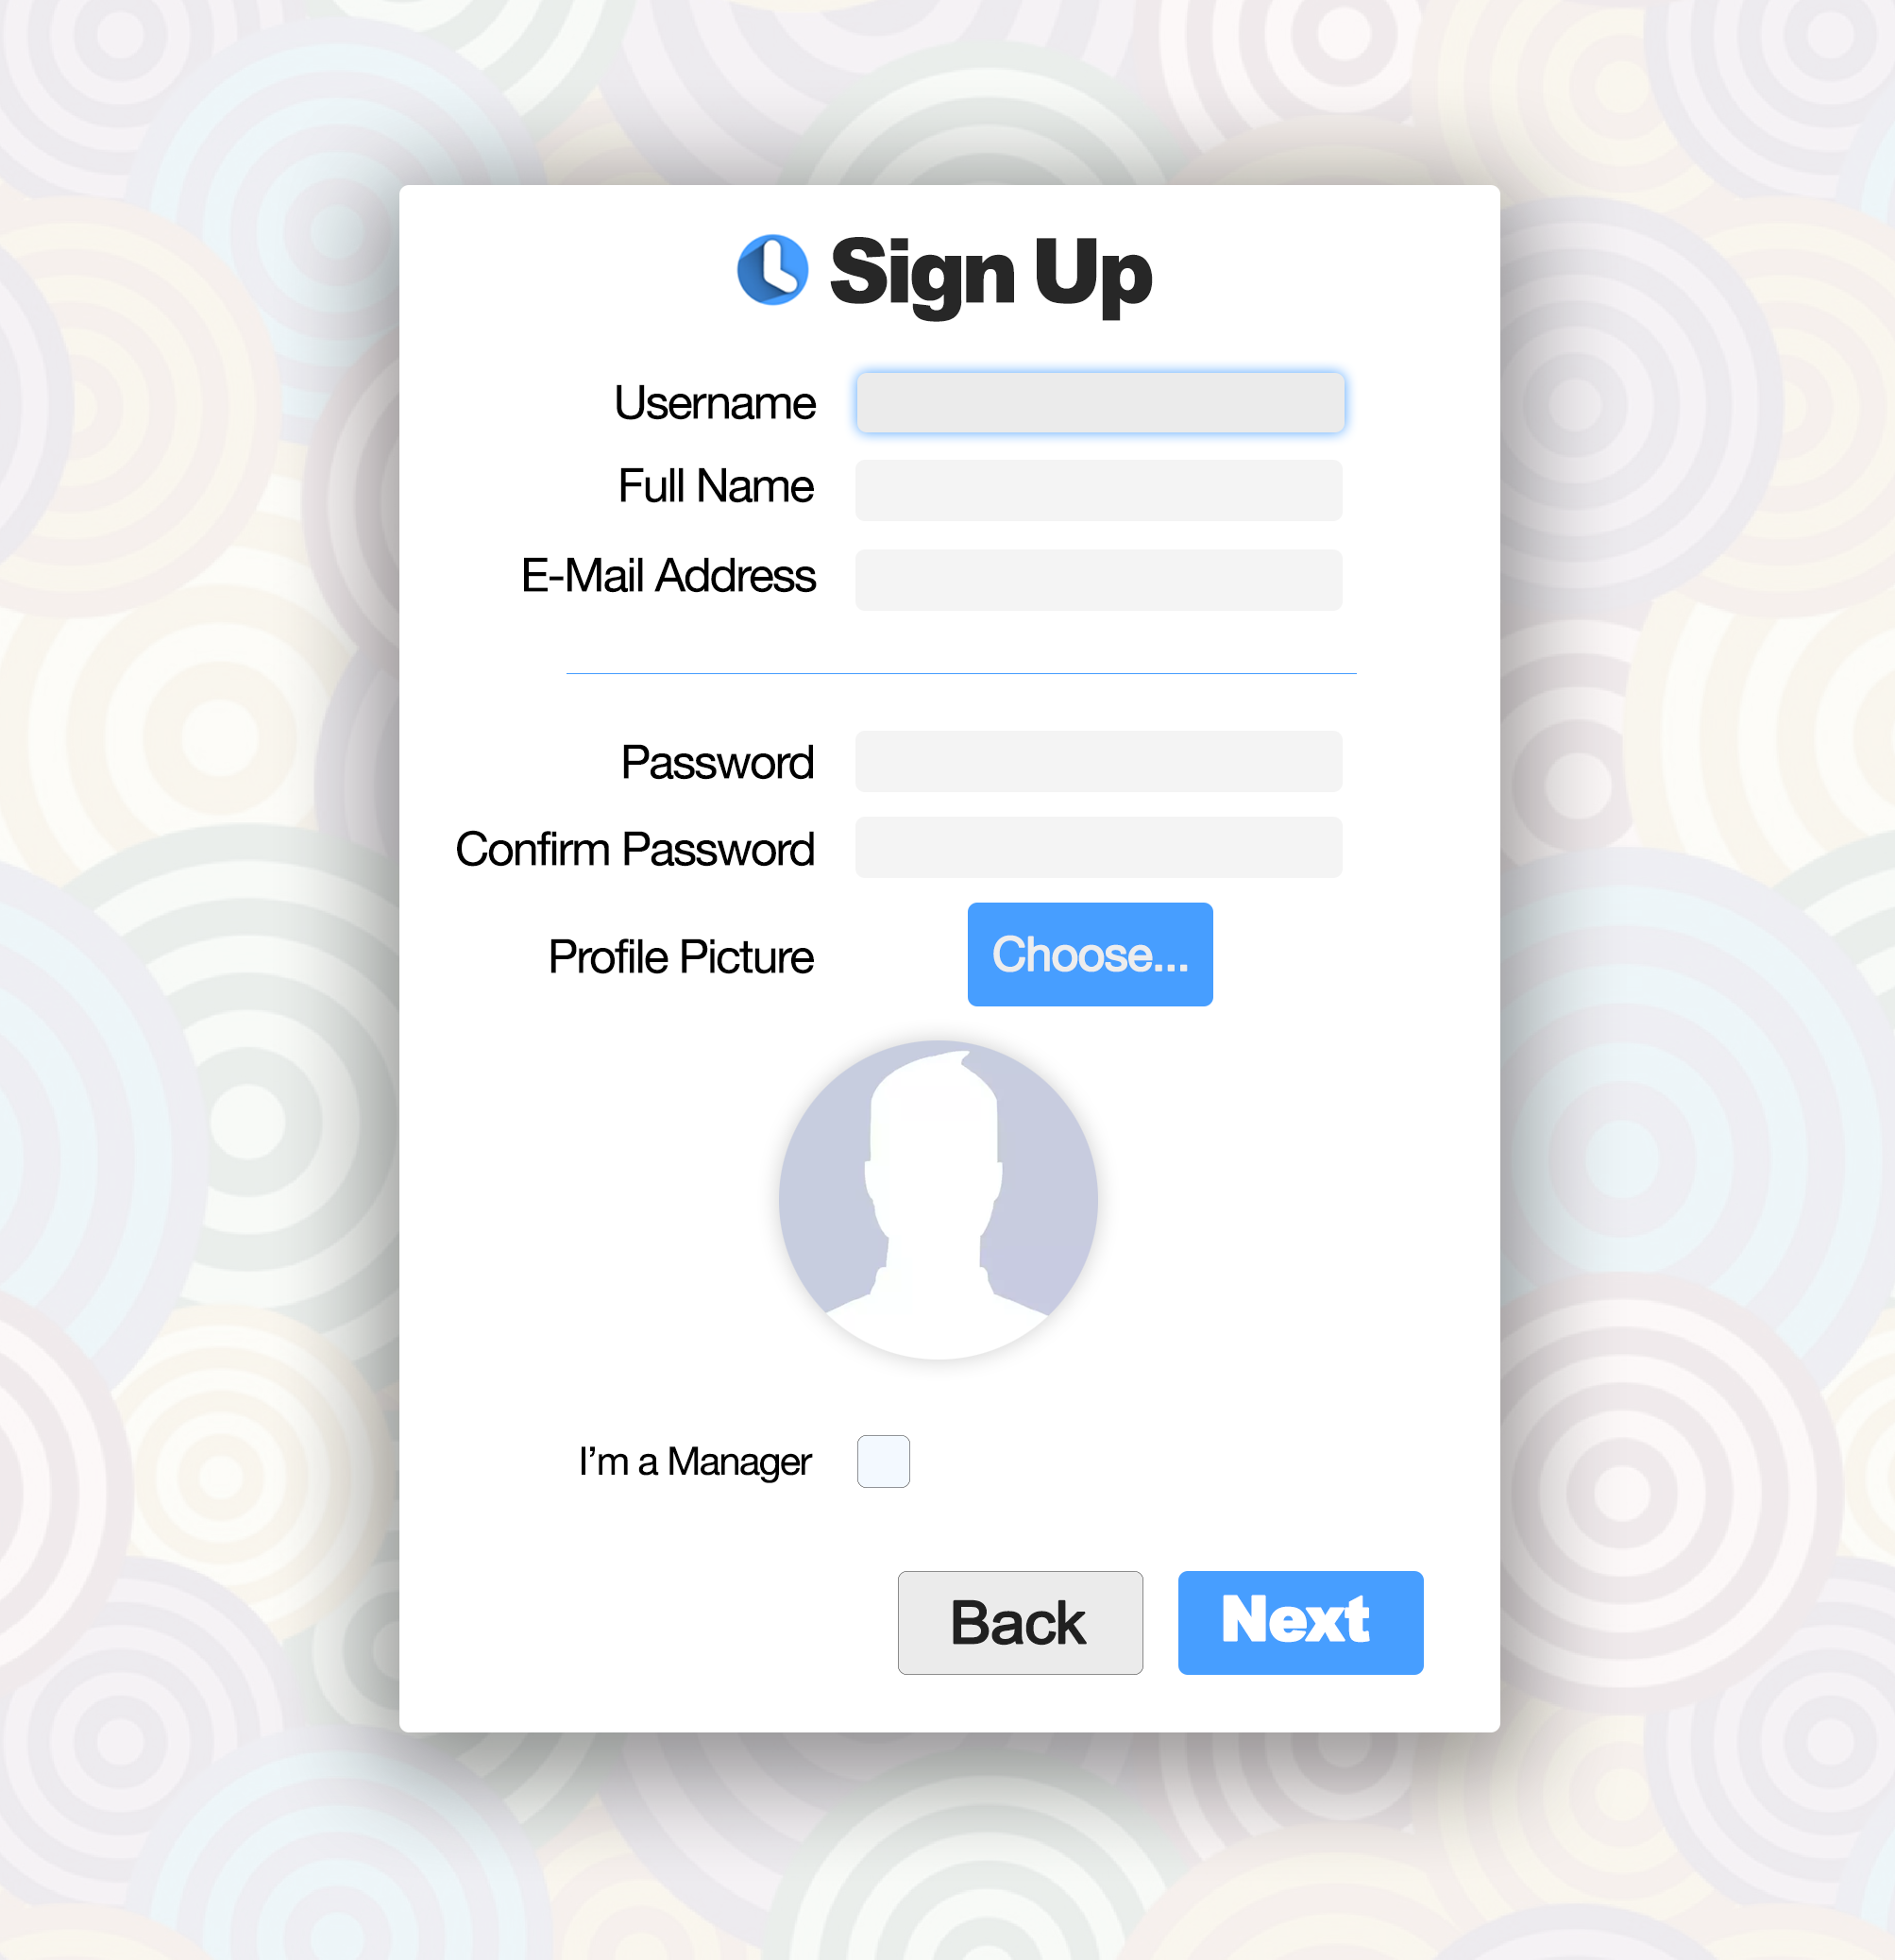 Sign Up
Username
Full Name
E-Mail Address
Password
Confirm Password
Profile Picture
Choose...
I’m a Manager
Back
Next